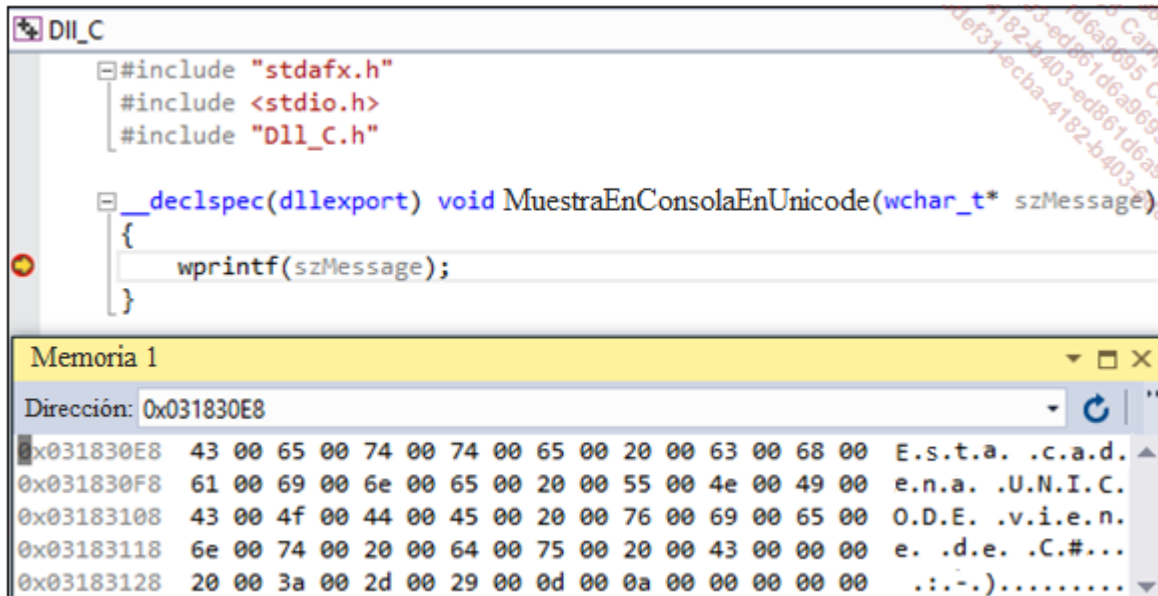 Dll_C
#include "stdafx.h"
#include <stdio.h>
#include "Dll_C.h"
__declspec(dllexport) void MuestraEnConsolaEnUnicode(wchar_t* szMessage)
{
wprintf(szMessage);
}
Memoria 1
Dirección: 0x031830E8
0x031830E8 43 00 65 00 74 00 74 00 65 00 20 00 63 00 68 00 E.s.t.a. .c.a.d.
0x031830F8 61 00 69 00 6e 00 65 00 20 00 55 00 4e 00 49 00 e.n.a. .U.N.I.C.
0x03183108 43 00 4f 00 44 00 45 00 20 00 76 00 69 00 65 00 O.D.E. .v.i.e.n.
0x03183118 6e 00 74 00 20 00 64 00 75 00 20 00 43 00 00 00 e. .d.e. .C.#...
0x03183128 20 00 3a 00 2d 00 29 00 0d 00 0a 00 00 00 00 00 .:.-.).........